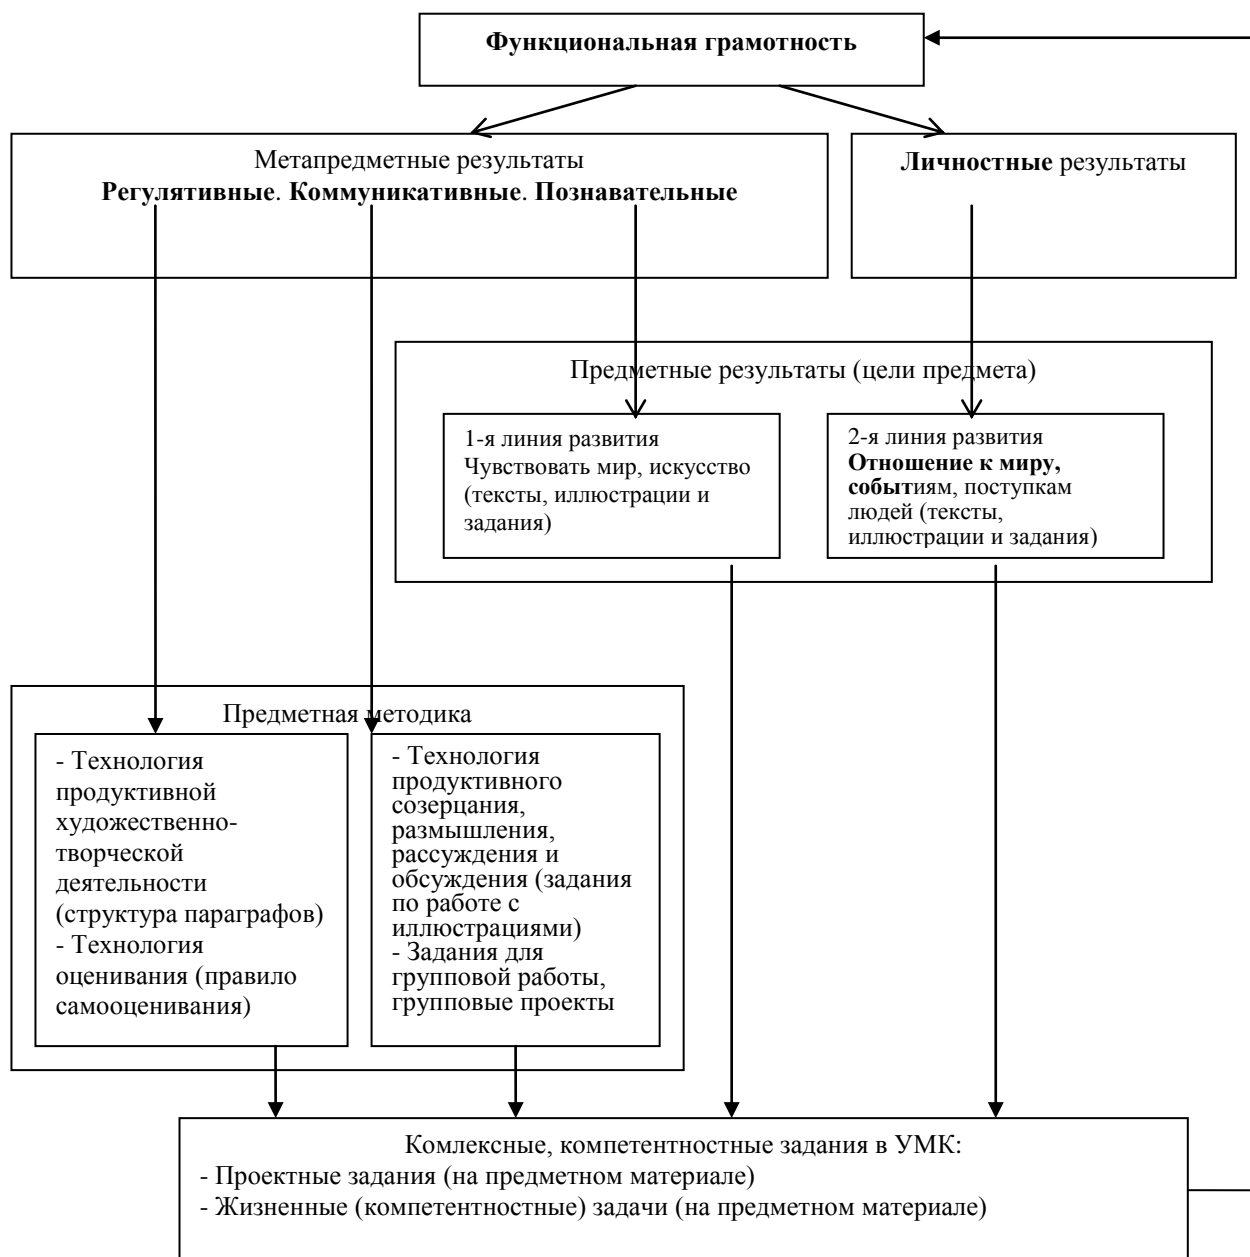 Функциональная грамотность
Метапредметные результаты
Регулятивные. Коммуникативные. Познавательные
Личностные результаты
Предметные результаты (цели предмета)
1-я линия развития
Чувствовать мир, искусство
(тексты, иллюстрации и
задания)
2-я линия развития
Отношение к миру,
событиям, поступкам
людей (тексты,
иллюстрации и задания)
Предметная методика
- Технология
продуктивной
художественно-
творческой
деятельности
(структура параграфов)
- Технология
оценивания (правило
самооценивания)
- Технология
продуктивного
созерцания,
размышления,
рассуждения и
обсуждения (задания
по работе с
иллюстрациями)
- Задания для
групповой работы,
групповые проекты
Комлексные, компетентностные задания в УМК:
- Проектные задания (на предметном материале)
- Жизненные (компетентностные) задачи (на предметном материале)